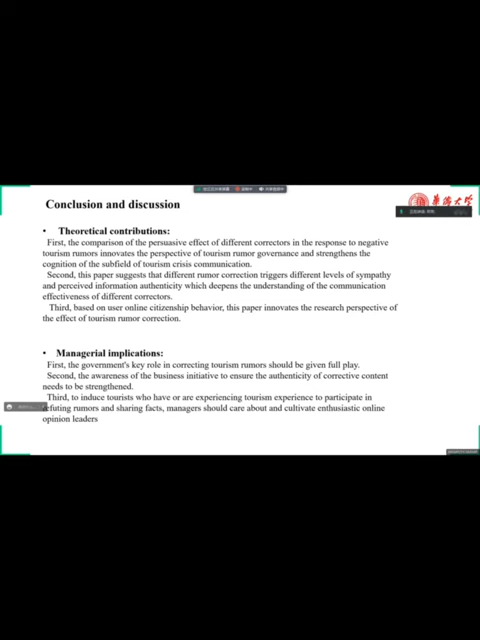 Conclusion and discussion
华侨大学
• Theoretical contributions:
First, the comparison of the persuasive effect of different correctors in the response to negative
tourism rumors innovates the perspective of tourism rumor governance and strengthens the
cognition of the subfield of tourism crisis communication.
Second, this paper suggests that different rumor correction triggers different levels of sympathy
and perceived information authenticity which deepens the understanding of the communication
effectiveness of different correctors.
Third, based on user online citizenship behavior, this paper innovates the research perspective of
the effect of tourism rumor correction.
• Managerial implications:
First, the government's key role in correcting tourism rumors should be given full play.
Second, the awareness of the business initiative to ensure the authenticity of corrective content
needs to be strengthened.
Third, to induce tourists who have or are experiencing tourism experience to participate in
refuting rumors and sharing facts, managers should care about and cultivate enthusiastic online
opinion leaders